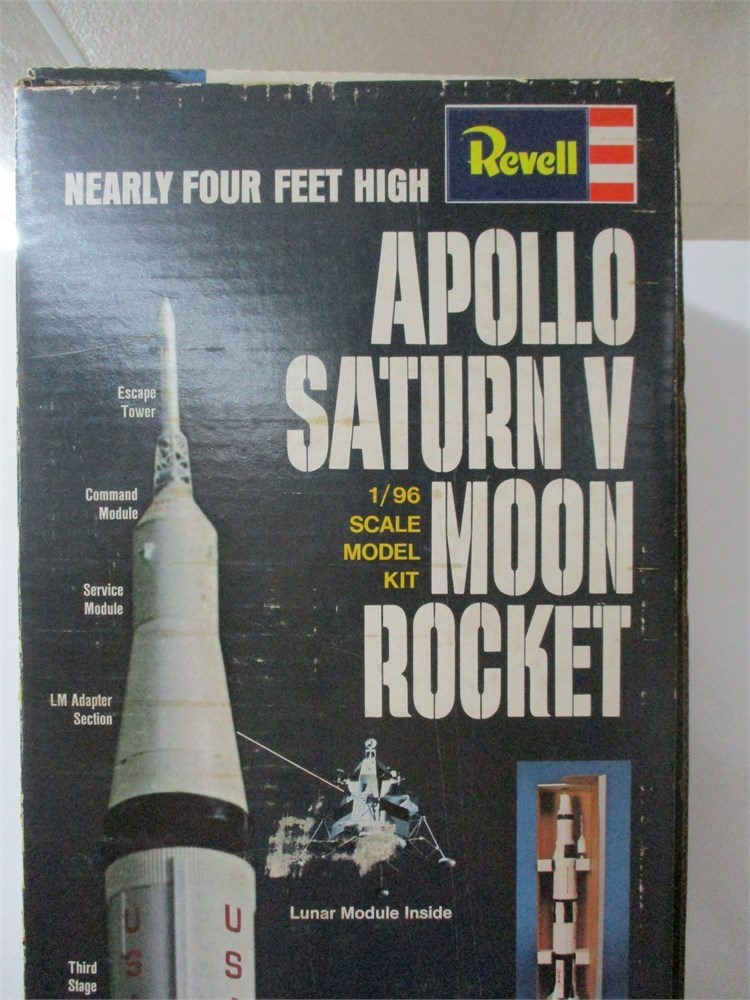 Revell
NEARLY FOUR FEET HIGH
APOLLO
SATURN V
MOON
ROCKET
1/96
SCALE
MODEL
KIT
Escape
Tower
Command
Module
Service
Module
LM Adapter
Section
Lunar Module Inside
U U
S S
Third
Stage